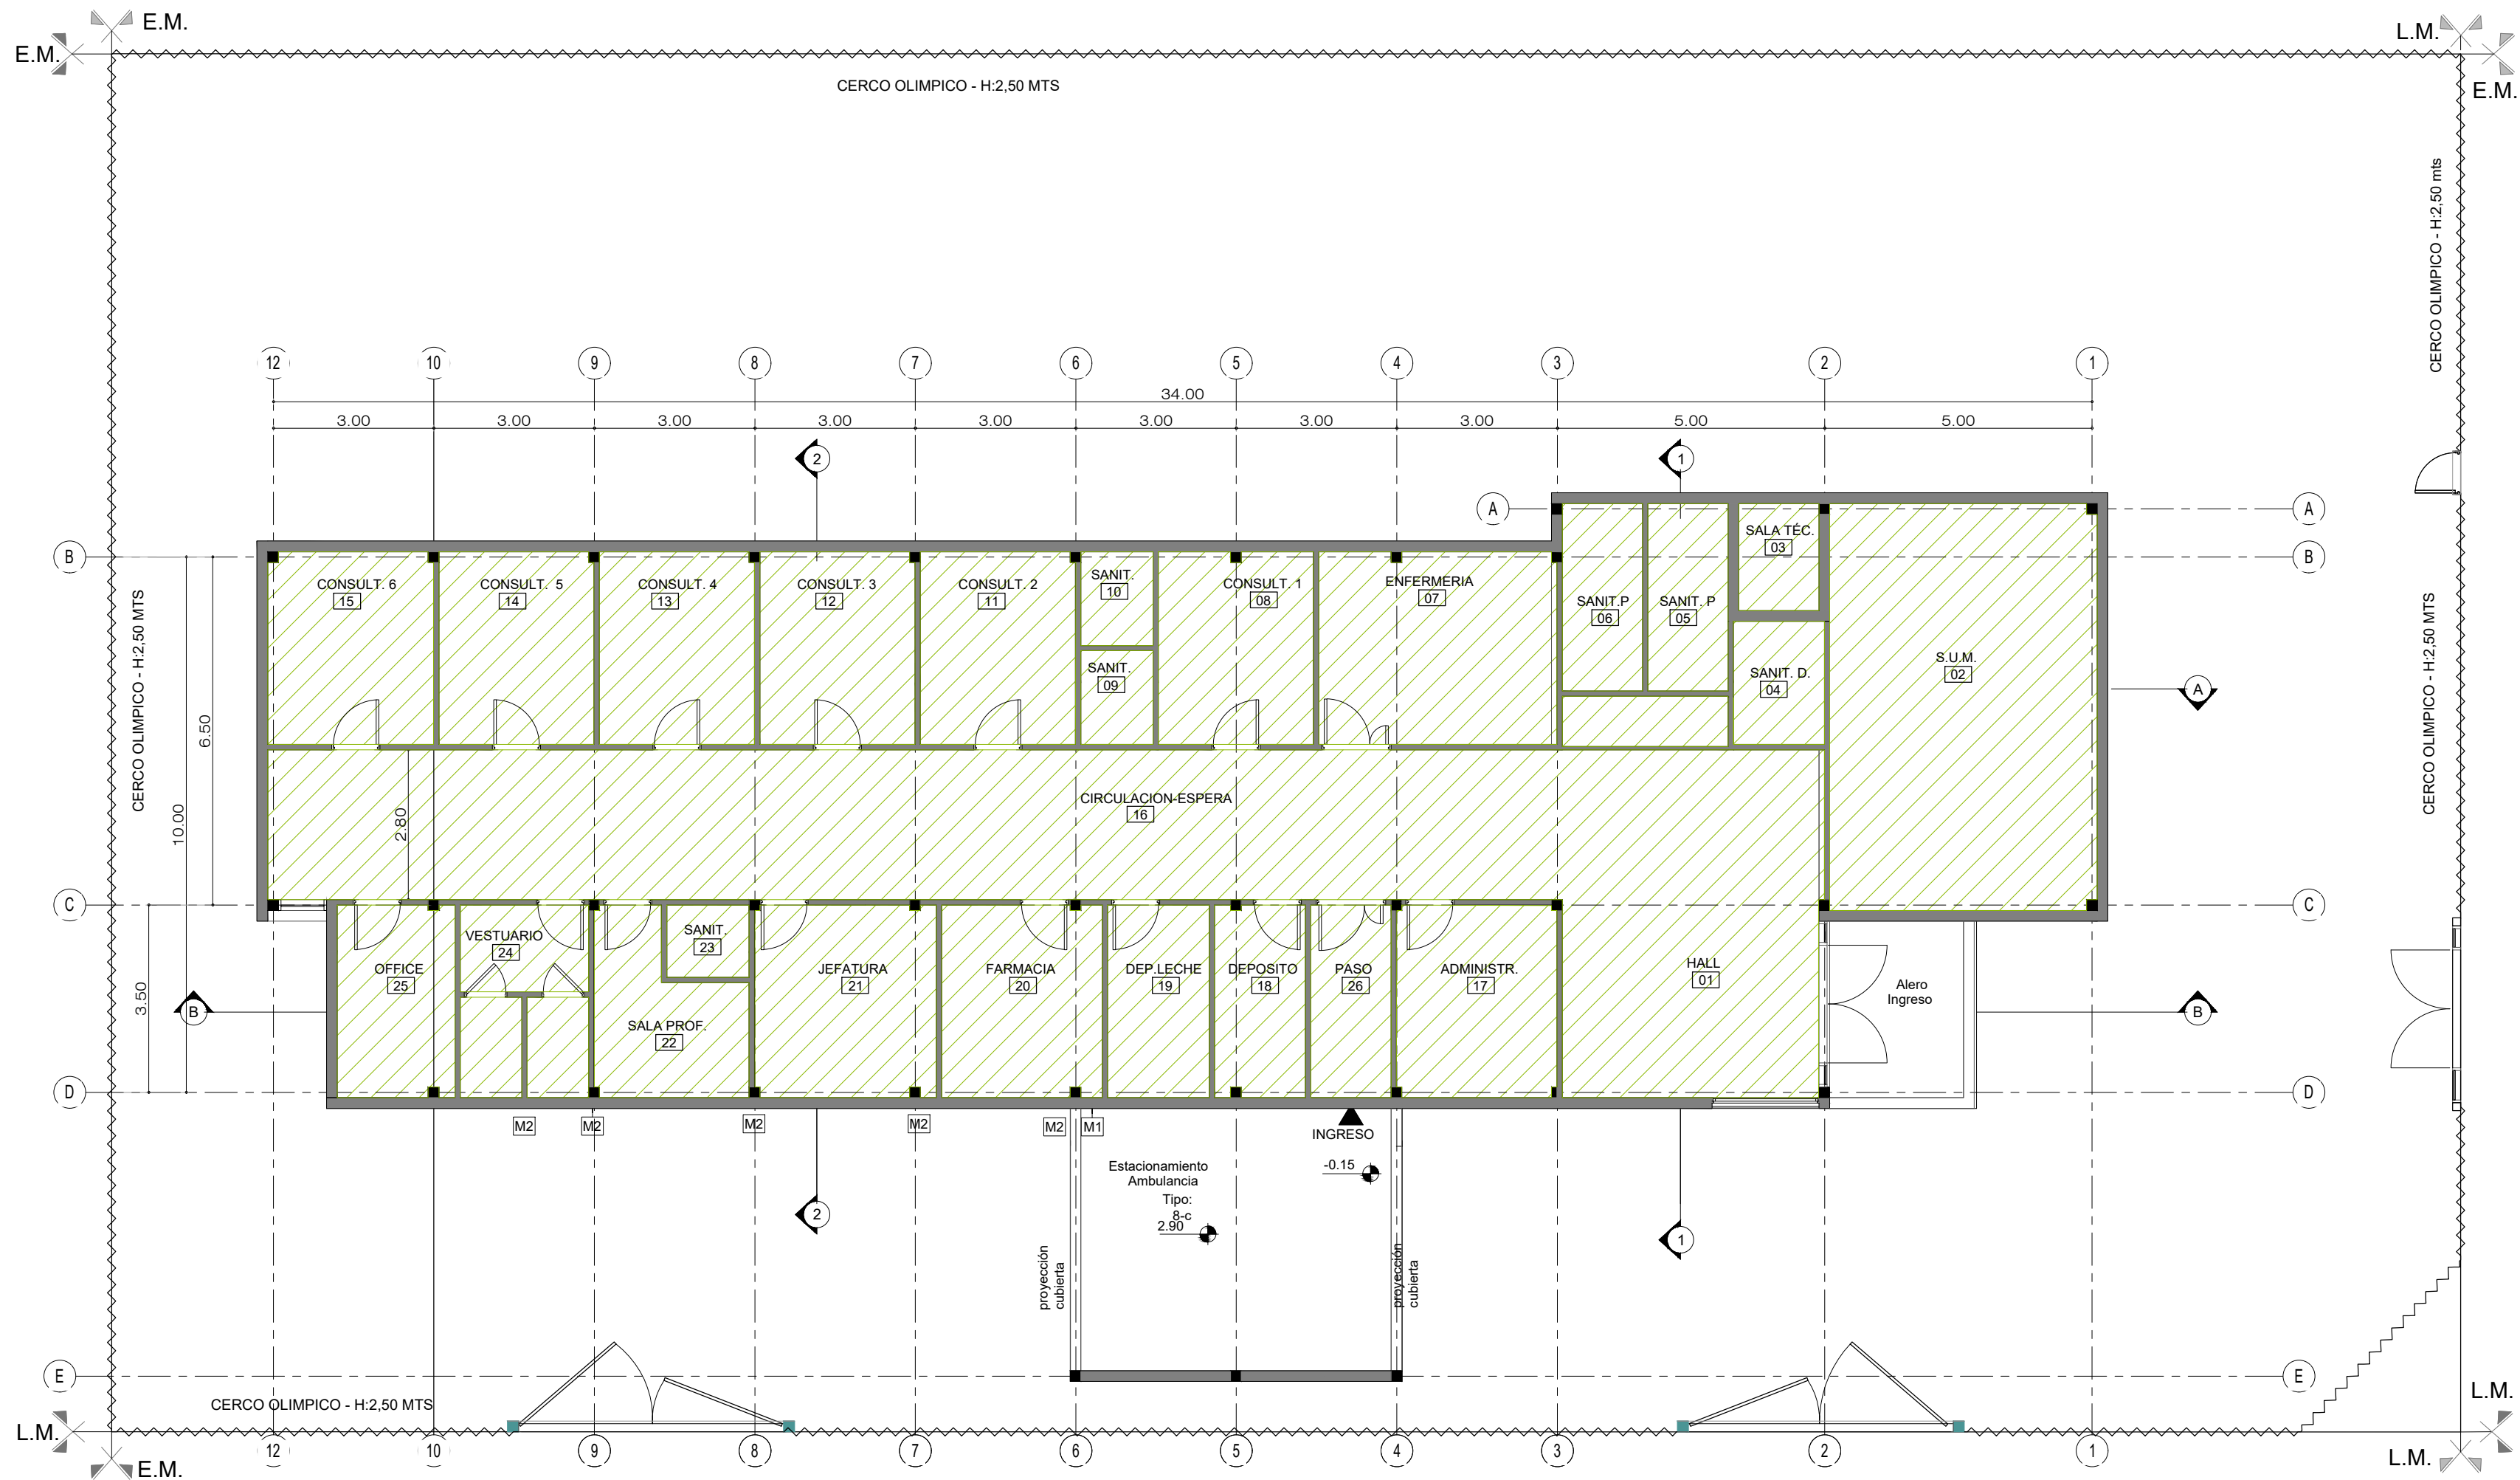 E.M.
L.M.
E.M.
E.M.
CERCO OLIMPICO - H:2,50 MTS
CERCO OLIMPICO - H:2,50 mts
12
10
9
8
7
6
5
4
3
2
1
34.00
3.00
3.00
3.00
3.00
3.00
3.00
3.00
3.00
5.00
5.00
2
1
A
A
B
B
CONSULT. 6
15
CONSULT. 5
14
CONSULT. 4
13
CONSULT. 3
12
CONSULT. 2
11
SANIT.
10
CONSULT. 1
08
ENFERMERIA
07
SANIT.P
06
SANIT. P
05
SALA TÉC.
03
SANIT.
09
SANIT. D.
04
S.U.M.
02
A
CERCO OLIMPICO - H:2,50 MTS
CERCO OLIMPICO - H:2,50 MTS
6.50
10.00
2.80
CIRCULACION-ESPERA
16
C
C
3.50
OFFICE
25
VESTUARIO
24
SANIT.
23
SALA PROF.
22
JEFATURA
21
FARMACIA
20
DEP.LECHE
19
DEPOSITO
18
PASO
26
ADMINISTR.
17
HALL
01
Alero
Ingreso
B
B
D
D
M2
M2
M2
M2
M2
M1
INGRESO
-0.15
Estacionamiento
Ambulancia
Tipo:
8-c
2.90
2
1
proyección
cubierta
proyección
cubierta
E
E
CERCO OLIMPICO - H:2,50 MTS
L.M.
L.M.
12
10
9
8
7
6
5
4
3
2
1
E.M.
L.M.